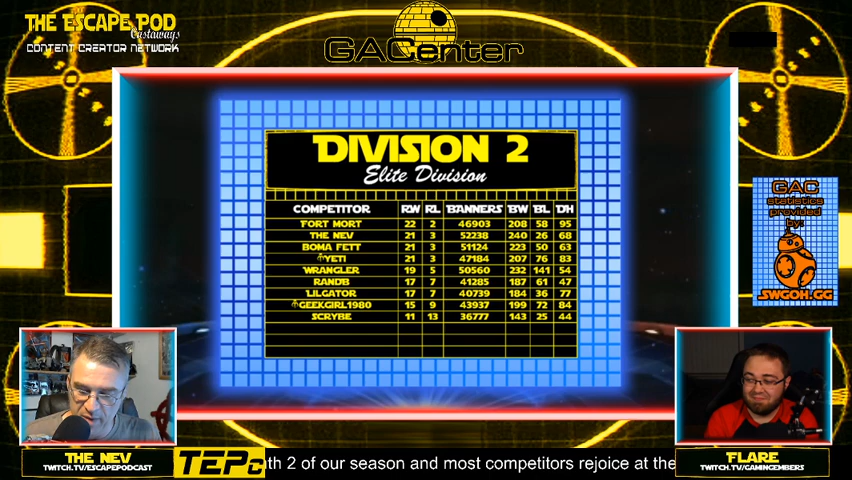 THE ESCAPE POD
Castaways
CONTENT CREATOR NETWORK
GACenter
DIVISION 2
Elite Division
COMPETITOR RW RL BANNERS BW BL DH
FORT MORT 22 2 46903 208 58 95
THE NEV 21 3 52238 240 26 68
BOMA FETT 21 3 51124 223 50 63
YETI 21 3 47184 207 76 83
WRANGLER 19 5 50560 232 141 54
RANDB 17 7 41285 187 61 47
LILGATOR 17 7 40739 184 36 77
GEEKGIRL1980 15 9 43937 199 72 84
SCRYBE 11 13 36777 143 25 44
GAC
statistics
provided
by:
SWGOH.GG
THE NEV
TWITCH.TV/ESCAPEPODCAST
TEPC
th 2 of our season and most competitors rejoice at the
FLARE
TWITCH.TV/GAMINGEMBERS